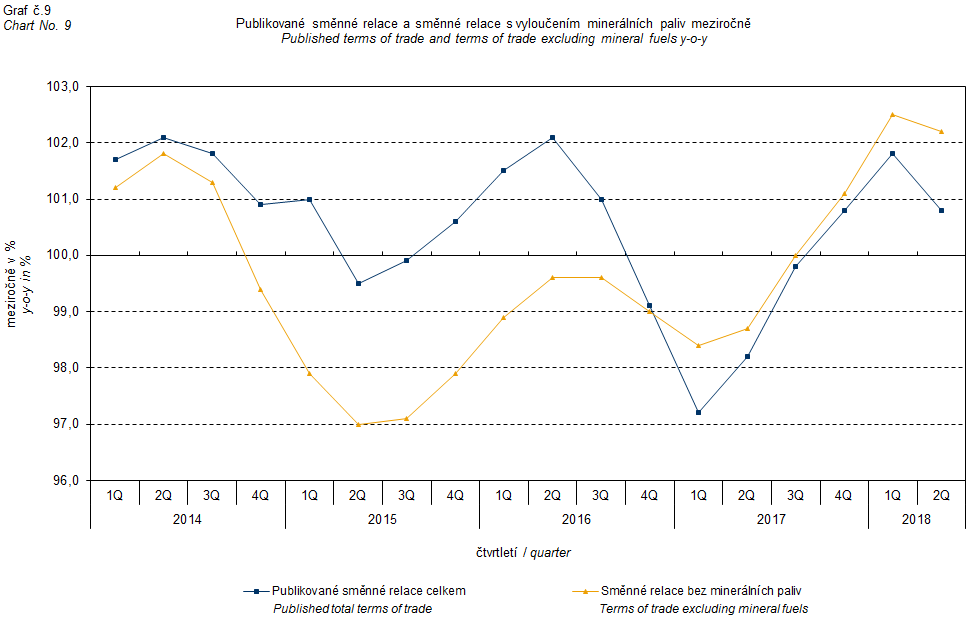 Graf č.9
Chart No. 9
Publikované směnné relace a směnné relace s vyloučením minerálních paliv meziročně
Published terms of trade and terms of trade excluding mineral fuels y-o-y
103,0
102,0
101,0
100,0
99,0
98,0
97,0
96,0
meziročně v %
y-o-y in %
1Q 2Q 3Q 4Q 1Q 2Q 3Q 4Q 1Q 2Q 3Q 4Q 1Q 2Q 3Q 4Q 1Q 2Q
2014 2015 2016 2017 2018
čtvrtletí / quarter
Publikované směnné relace celkem Směnné relace bez minerálních paliv
Published total terms of trade Terms of trade excluding mineral fuels